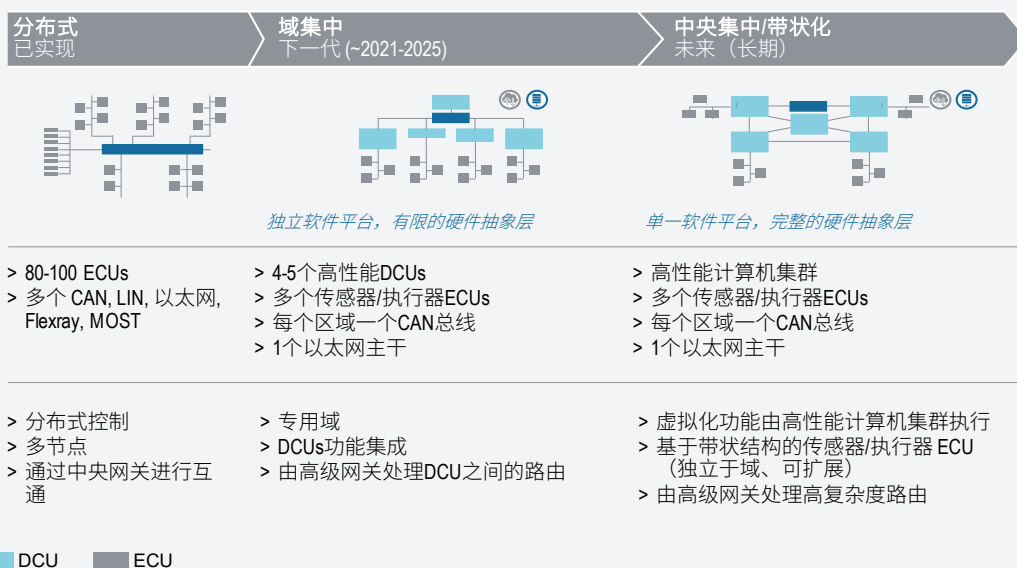 分布式
已实现
域集中
下一代 (~2021-2025)
中央集中/带状化
未来（长期）
独立软件平台，有限的硬件抽象层
单一软件平台，完整的硬件抽象层
> 80-100 ECUs
> 多个 CAN, LIN, 以太网,
Flexray, MOST
> 4-5个高性能DCUs
> 多个传感器/执行器ECUs
> 每个区域一个CAN总线
> 1个以太网主干
> 高性能计算机集群
> 多个传感器/执行器ECUs
> 每个区域一个CAN总线
> 1个以太网主干
> 分布式控制
> 多节点
> 通过中央网关进行互
通
> 专用域
> DCUs功能集成
> 由高级网关处理DCU之间的路由
> 虚拟化功能由高性能计算机集群执行
> 基于带状结构的传感器/执行器 ECU
（独立于域、可扩展）
> 由高级网关处理高复杂度路由
DCU
ECU